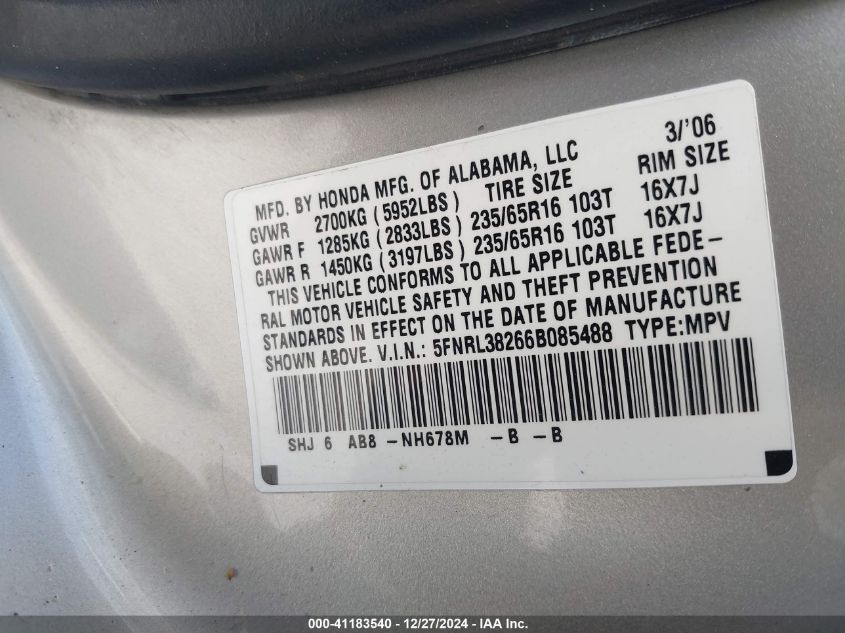 MFD. BY HONDA MFG. OF ALABAMA, LLC 3/'06
GVWR 2700KG (5952LBS) TIRE SIZE RIM SIZE
GAWR F 1285KG (2833LBS) 235/65R16 103T 16X7J
GAWR R 1450KG (3197LBS) 235/65R16 103T 16X7J
THIS VEHICLE CONFORMS TO ALL APPLICABLE FEDE-
RAL MOTOR VEHICLE SAFETY AND THEFT PREVENTION
STANDARDS IN EFFECT ON THE DATE OF MANUFACTURE
SHOWN ABOVE. V.I.N.: 5FNRL38266B085488 TYPE:MPV
SHJ 6 AB8 -NH678M -B -B
000-41183540 - 12/27/2024 - IAA Inc.